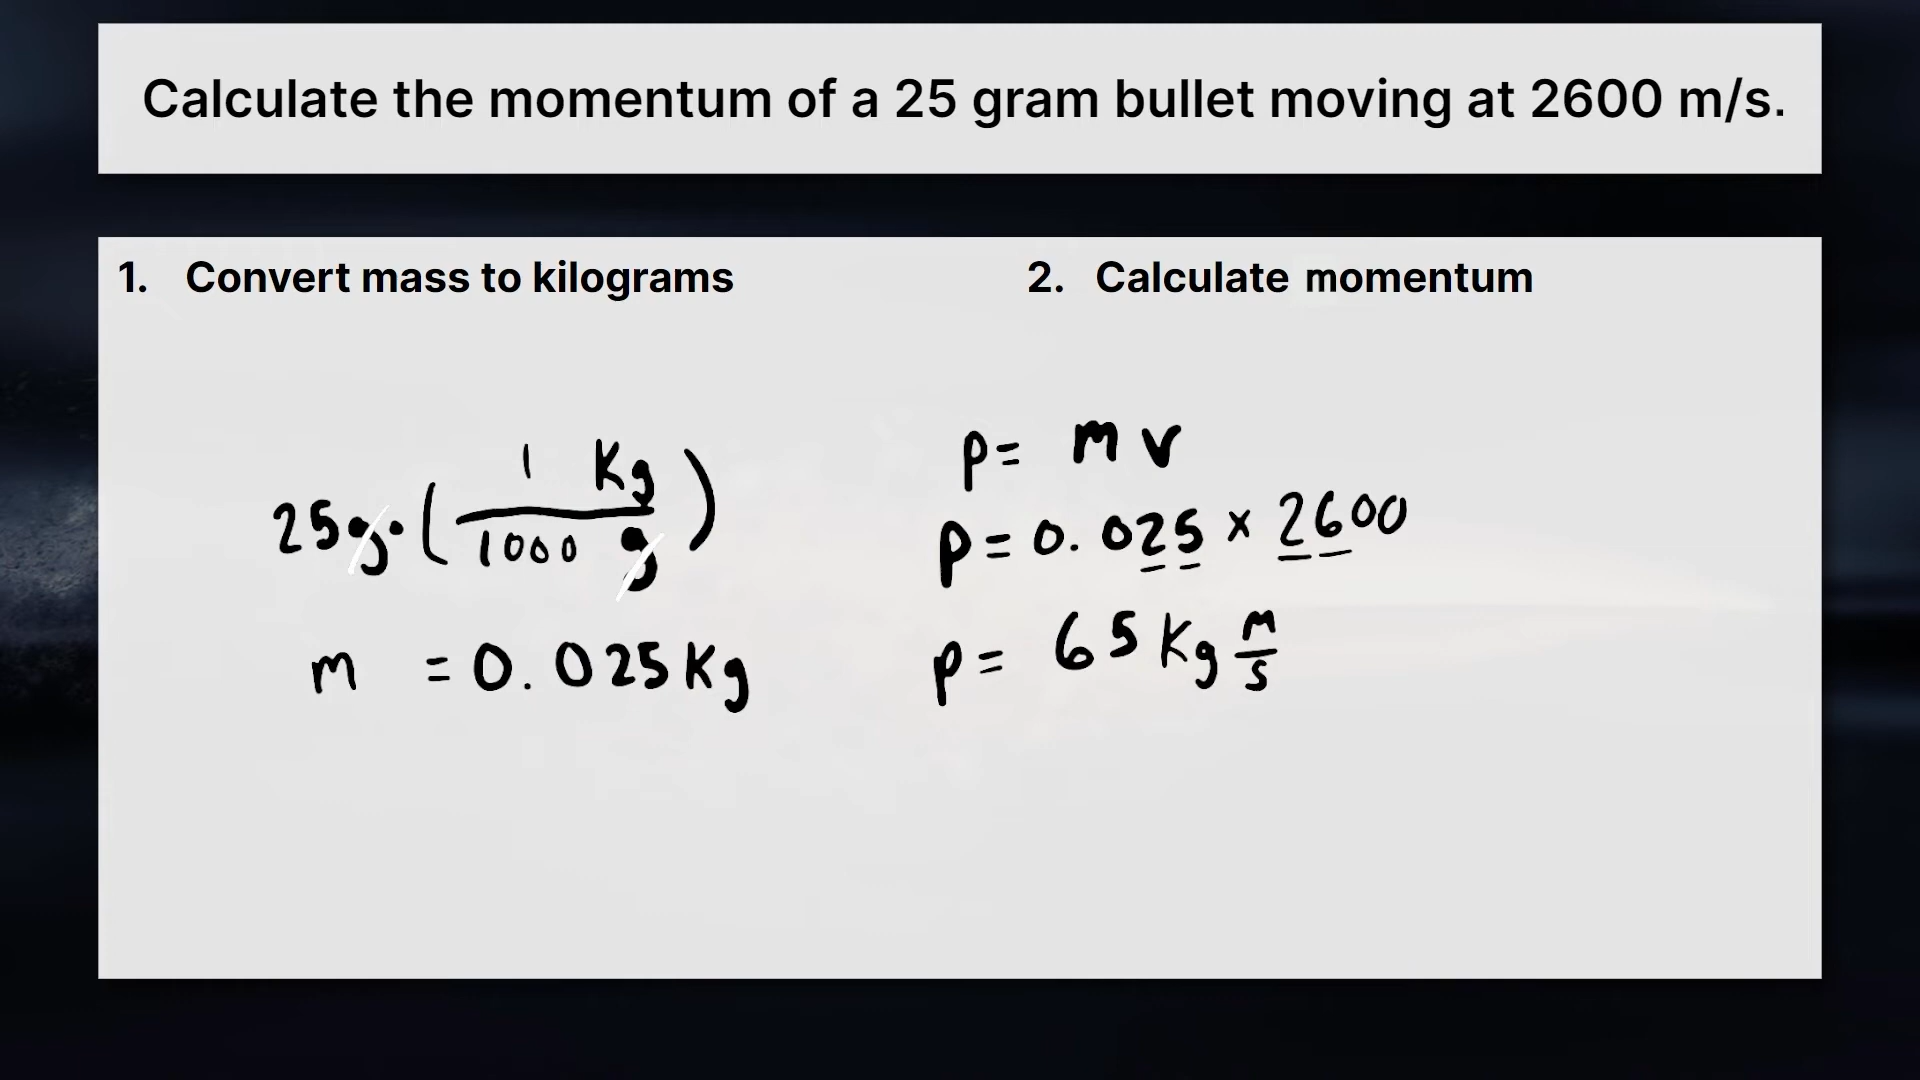 Calculate the momentum of a 25 gram bullet moving at 2600 m/s.
1. Convert mass to kilograms
25g · (1 Kg / 1000 g)
m = 0.025 Kg
2. Calculate momentum
p = m v
p = 0.025 × 2600
p = 65 Kg m/s